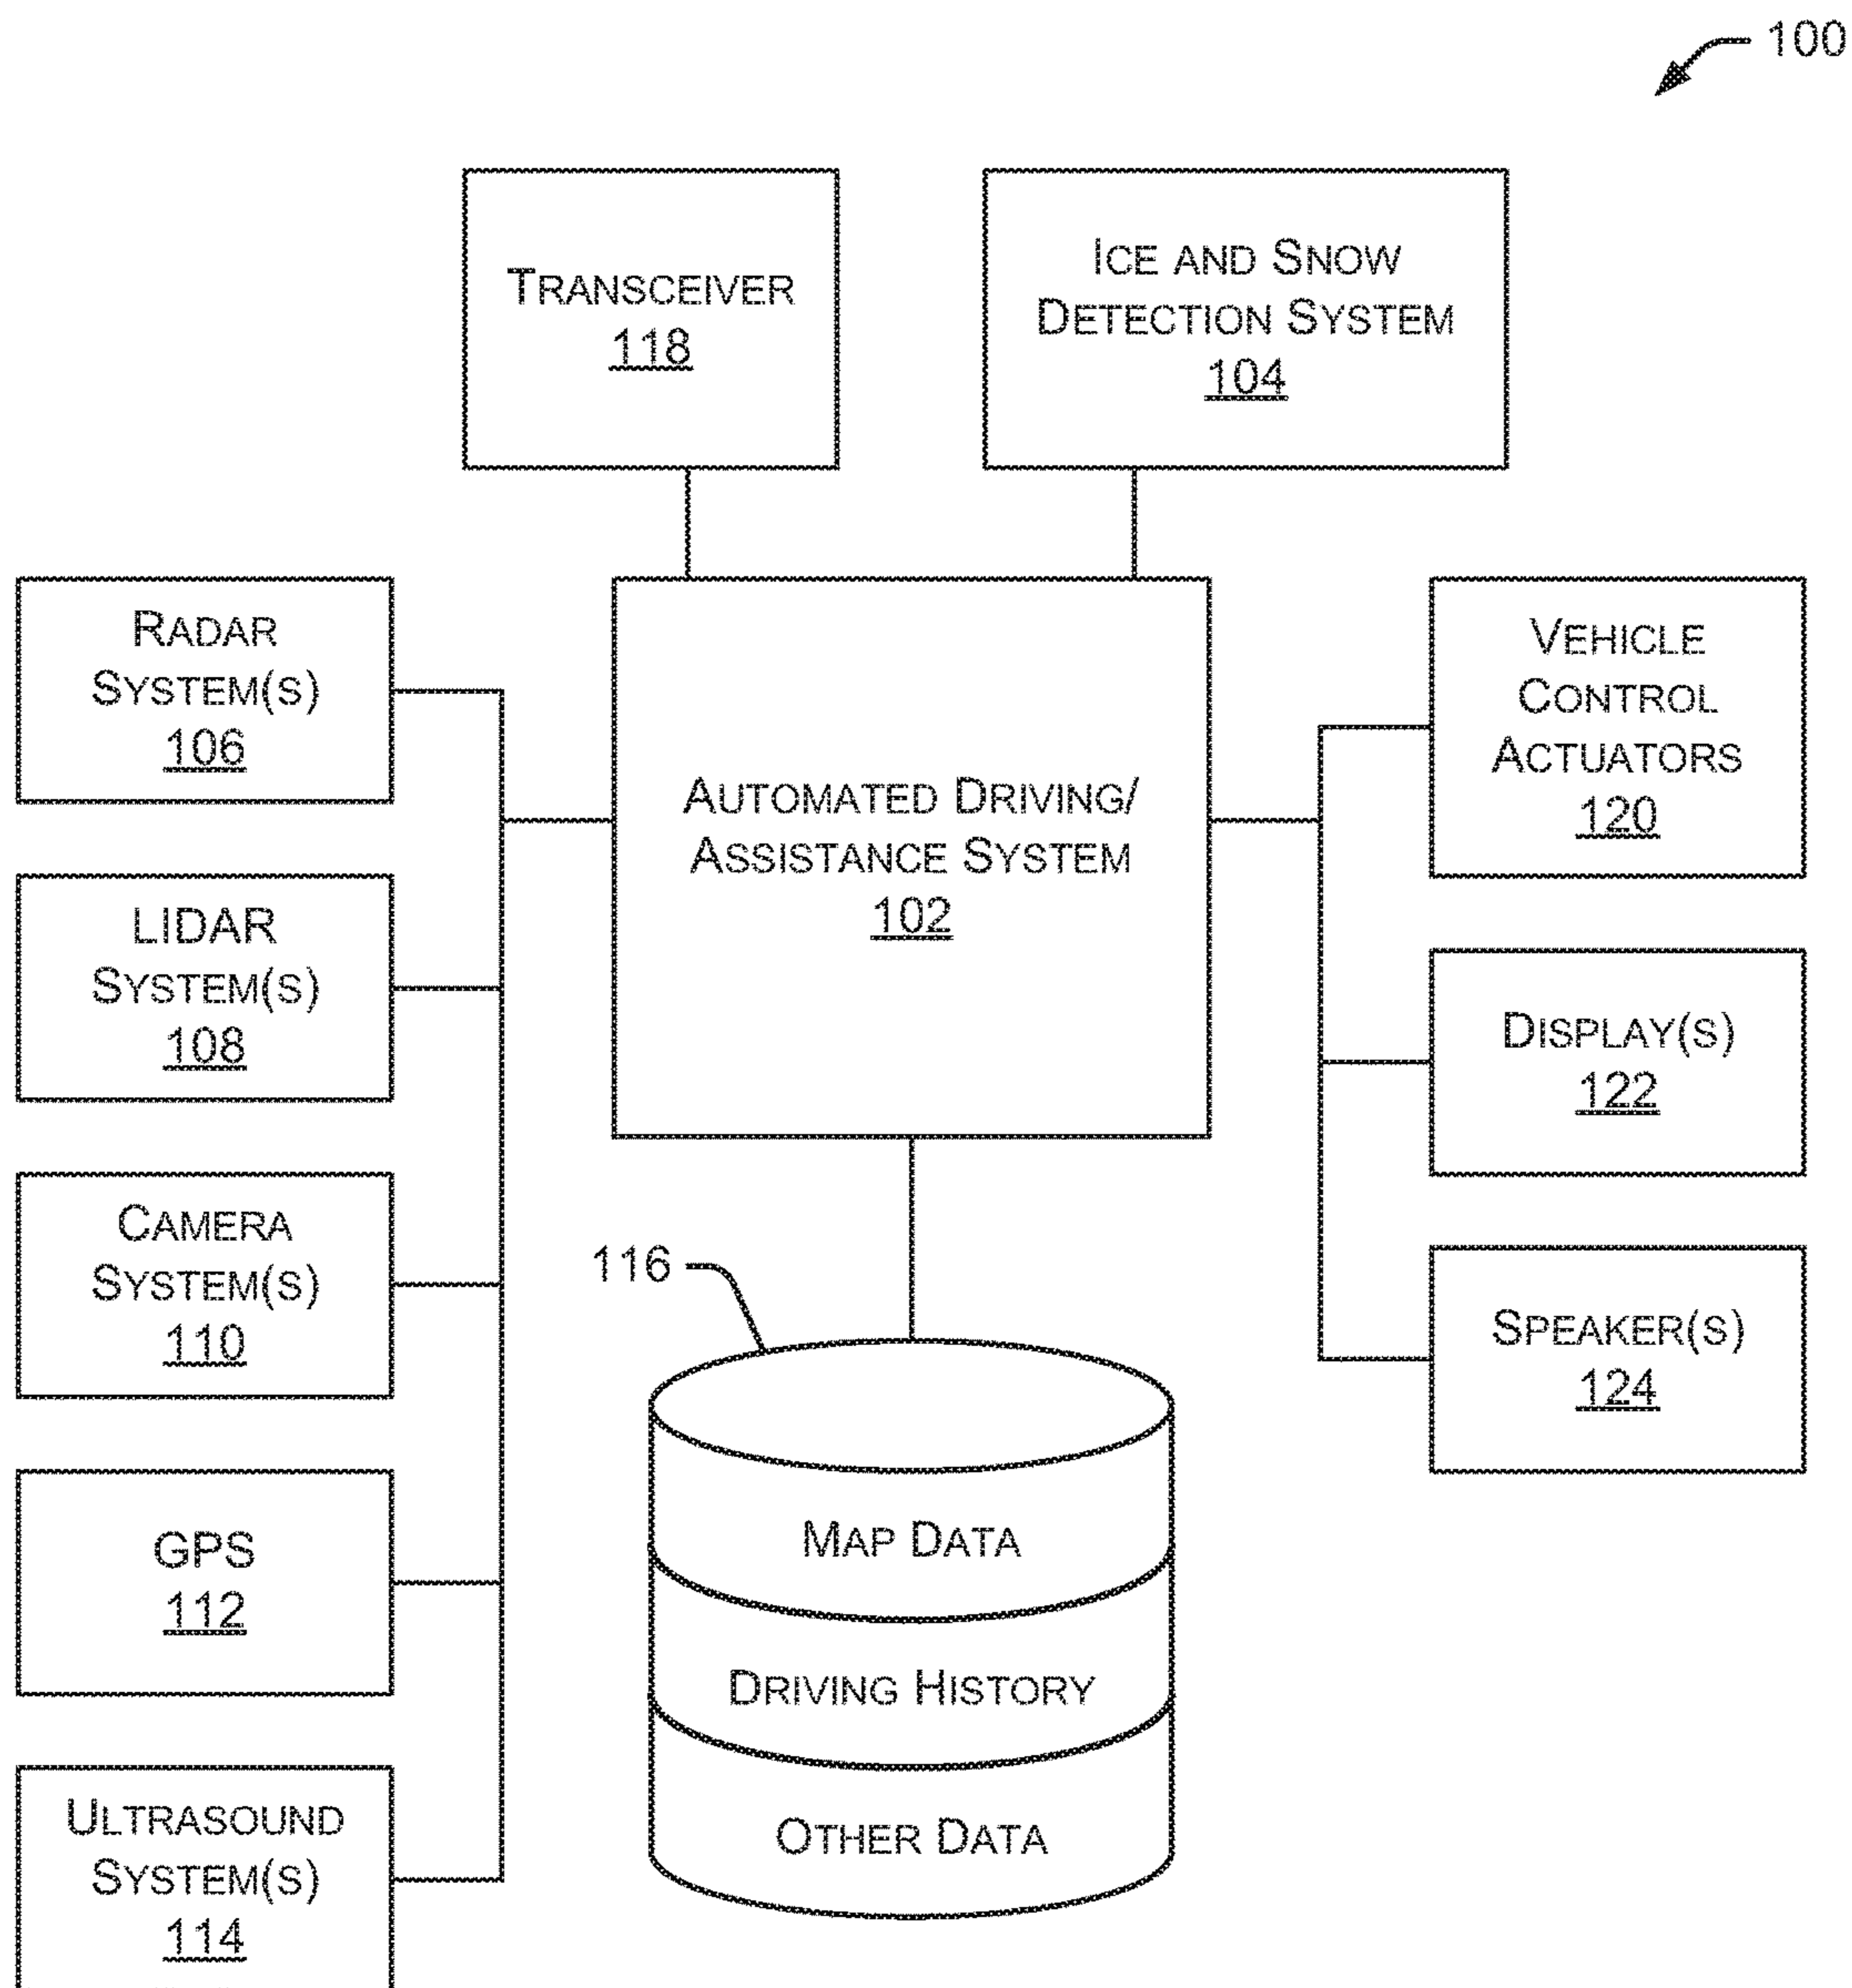 100
TRANSCEIVER
118
ICE AND SNOW
DETECTION SYSTEM
104
RADAR
SYSTEM(S)
106
LIDAR
SYSTEM(S)
108
CAMERA
SYSTEM(S)
110
GPS
112
ULTRASOUND
SYSTEM(S)
114
AUTOMATED DRIVING/
ASSISTANCE SYSTEM
102
116
MAP DATA
DRIVING HISTORY
OTHER DATA
VEHICLE
CONTROL
ACTUATORS
120
DISPLAY(S)
122
SPEAKER(S)
124